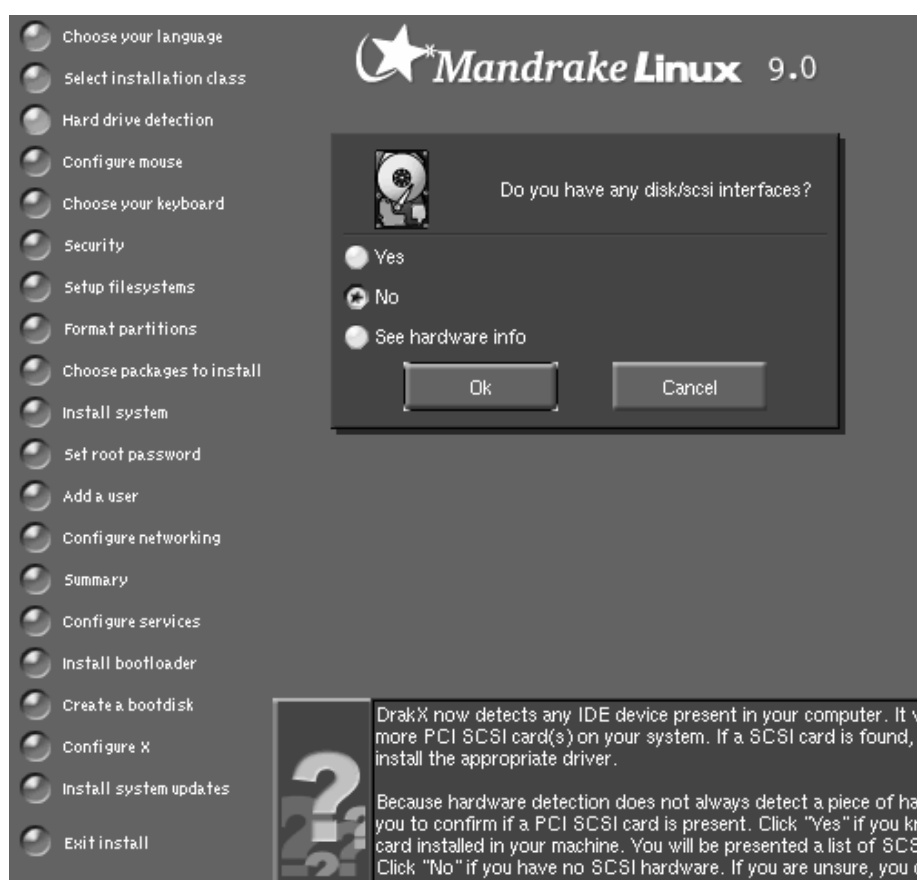 Choose your language
Select installation class
Hard drive detection
Configure mouse
Choose your keyboard
Security
Setup filesystems
Format partitions
Choose packages to install
Install system
Set root password
Add a user
Configure networking
Summary
Configure services
Install bootloader
Create a bootdisk
Configure X
Install system updates
Exit install
Mandrake Linux 9.0
Do you have any disk/scsi interfaces?
Yes
No
See hardware info
Ok Cancel
DrakX now detects any IDE device present in your computer. It
more PCI SCSI card(s) on your system. If a SCSI card is found,
install the appropriate driver.
Because hardware detection does not always detect a piece of
you to confirm if a PCI SCSI card is present. Click "Yes" if you
card installed in your machine. You will be presented a list of
Click "No" if you have no SCSI hardware. If you are unsure, you